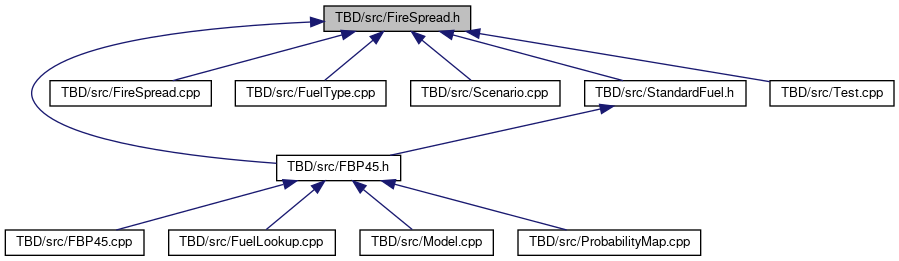 TBD/src/FireSpread.h
TBD/src/FireSpread.cpp
TBD/src/FuelType.cpp
TBD/src/Scenario.cpp
TBD/src/StandardFuel.h
TBD/src/Test.cpp
TBD/src/FBP45.h
TBD/src/FBP45.cpp
TBD/src/FuelLookup.cpp
TBD/src/Model.cpp
TBD/src/ProbabilityMap.cpp